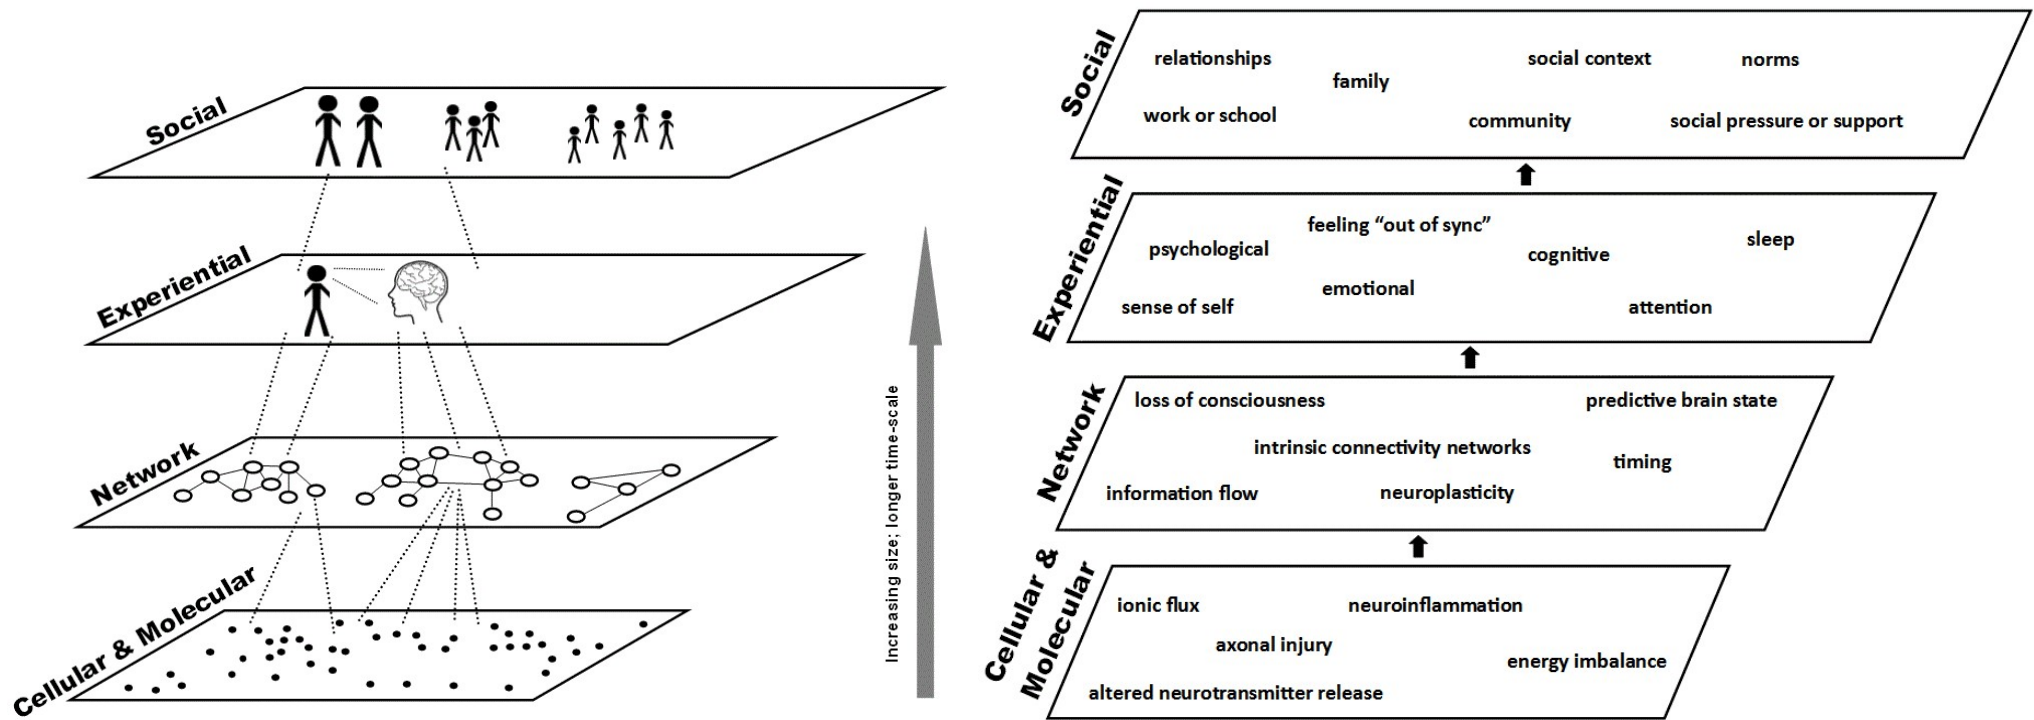 Social
Experiential
Network
Cellular & Molecular
Increasing size; longer time-scale
Social
relationships
family
social context
norms
work or school
community
social pressure or support
Experiential
feeling “out of sync”
psychological
cognitive
sleep
emotional
sense of self
attention
Network
loss of consciousness
predictive brain state
intrinsic connectivity networks
timing
information flow
neuroplasticity
Cellular &
Molecular
ionic flux
neuroinflammation
axonal injury
energy imbalance
altered neurotransmitter release